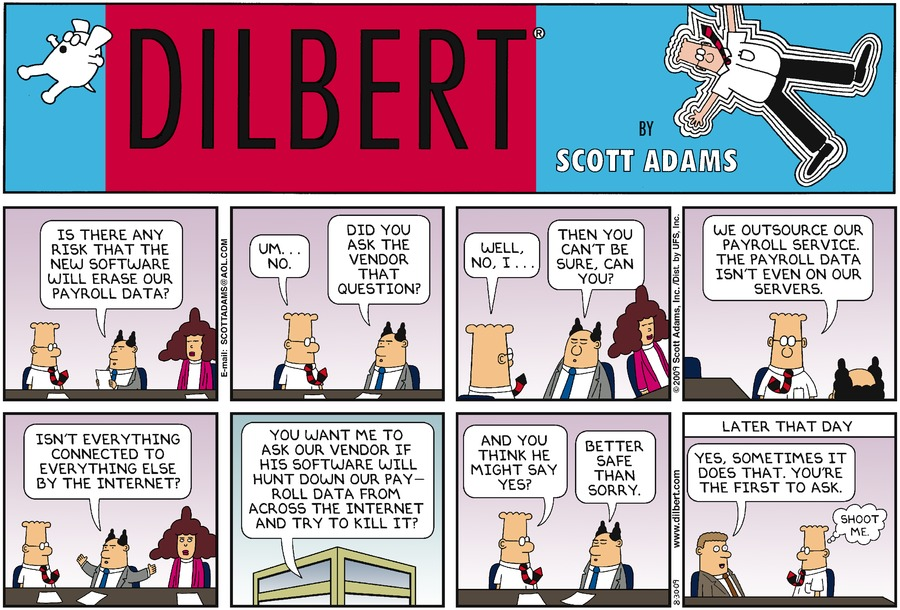 DILBERT®
BY
SCOTT ADAMS
IS THERE ANY
RISK THAT THE
NEW SOFTWARE
WILL ERASE OUR
PAYROLL DATA?
E-mail: SCOTTADAMS@AOL.COM
UM...
NO.
DID YOU
ASK THE
VENDOR
THAT
QUESTION?
WELL,
NO, I...
THEN YOU
CAN'T BE
SURE, CAN
YOU?
©2009 Scott Adams, Inc./Dist. by UFS, Inc.
WE OUTSOURCE OUR
PAYROLL SERVICE.
THE PAYROLL DATA
ISN'T EVEN ON OUR
SERVERS.
ISN'T EVERYTHING
CONNECTED TO
EVERYTHING ELSE
BY THE INTERNET?
YOU WANT ME TO
ASK OUR VENDOR IF
HIS SOFTWARE WILL
HUNT DOWN OUR PAY-
ROLL DATA FROM
ACROSS THE INTERNET
AND TRY TO KILL IT?
AND YOU
THINK HE
MIGHT SAY
YES?
BETTER
SAFE
THAN
SORRY.
www.dilbert.com
8-30-09
LATER THAT DAY
YES, SOMETIMES IT
DOES THAT. YOU'RE
THE FIRST TO ASK.
SHOOT
ME.